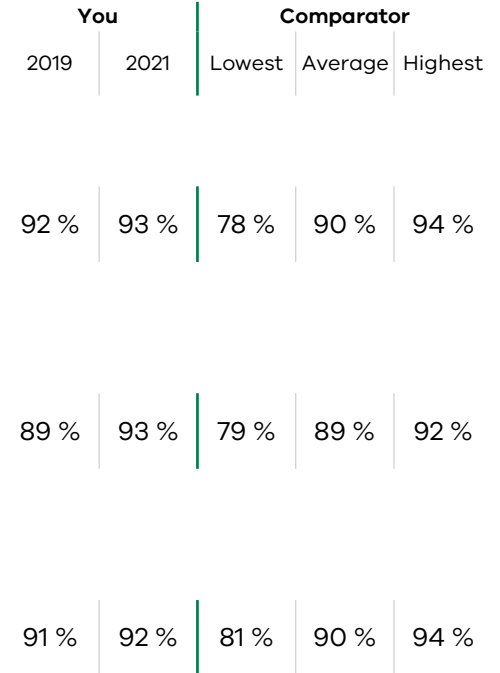 You Comparator
2019 2021 Lowest Average Highest
92 % 93 % 78 % 90 % 94 %
89 % 93 % 79 % 89 % 92 %
91 % 92 % 81 % 90 % 94 %